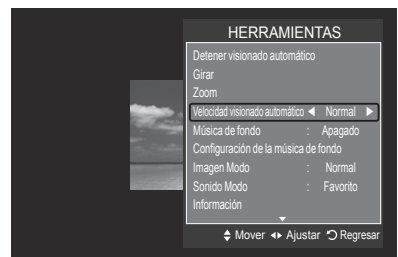 HERRAMIENTAS
Detener visionado automático
Girar
Zoom
Velocidad visionado automático ◀ Normal ▶
Música de fondo : Apagado
Configuración de la música de fondo
Imagen Modo : Normal
Sonido Modo : Favorito
Información
Mover Ajustar Regresar